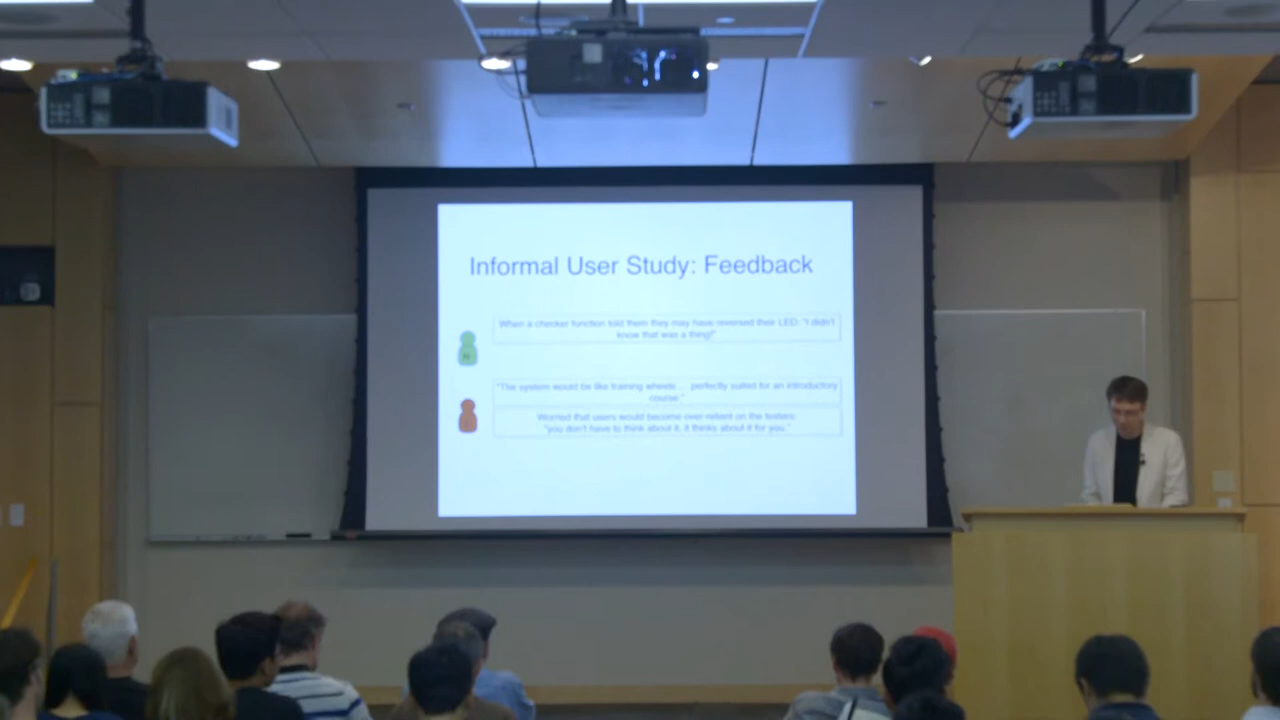 Informal User Study: Feedback
When a checker function told them they may have reversed their LED: "I didn't
know that was a thing!"
N
"The system would be like training wheels ... perfectly suited for an introductory
course."
Worried that users would become over-reliant on the testers:
"you don't have to think about it, it thinks about it for you."